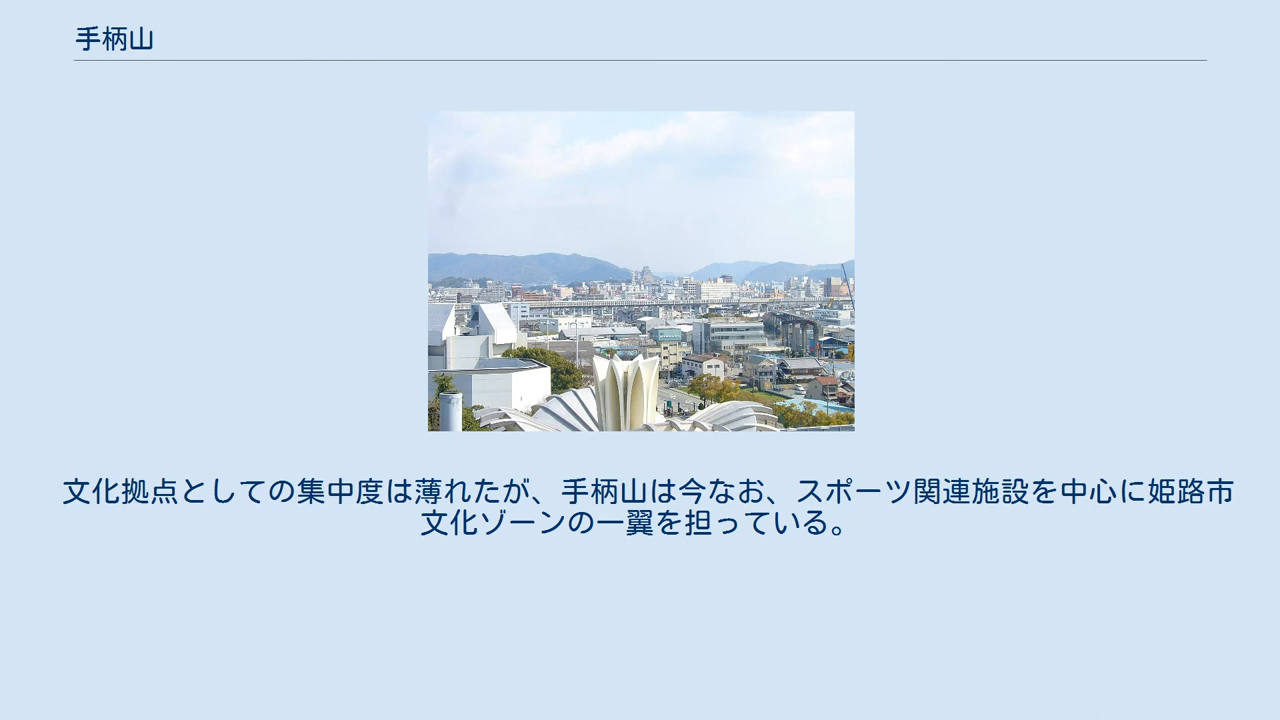 手柄山
文化拠点としての集中度は薄れたが、手柄山は今なお、スポーツ関連施設を中心に姫路市
文化ゾーンの一翼を担っている。